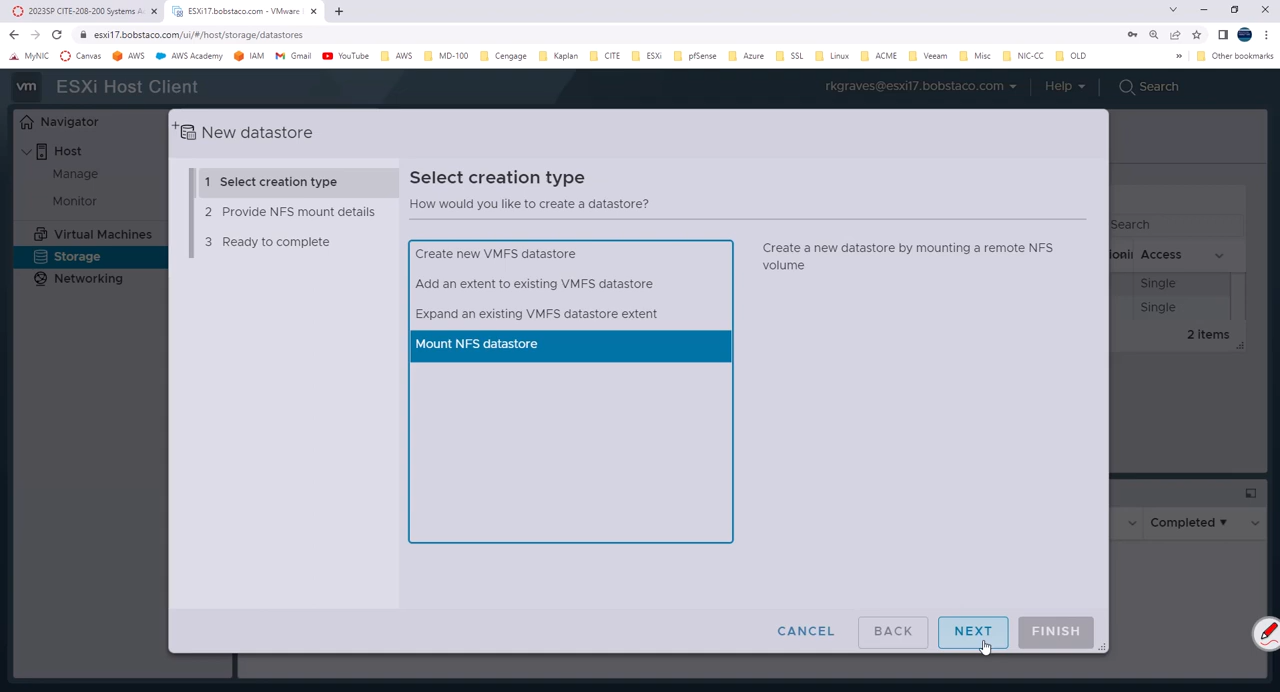 2023SP CITE-208-200 Systems A
ESXi17.bobstaco.com - VMware
esxi17.bobstaco.com/ui/#/host/storage/datastores
MyNIC Canvas AWS AWS Academy IAM Gmail YouTube AWS MD-100 Cengage Kaplan CITE ESXi pfSense Azure SSL Linux ACME Veeam Misc NIC-CC OLD » Other bookmarks
vm ESXi Host Client rkgraves@esxi17.bobstaco.com Help Search
Navigator
Host
Manage
Monitor
Virtual Machines
Storage
Networking
New datastore
1 Select creation type
2 Provide NFS mount details
3 Ready to complete
Select creation type
How would you like to create a datastore?
Create new VMFS datastore
Add an extent to existing VMFS datastore
Expand an existing VMFS datastore extent
Mount NFS datastore
Create a new datastore by mounting a remote NFS
volume
CANCEL BACK NEXT FINISH
Search
Access
Single
Single
2 items
Completed